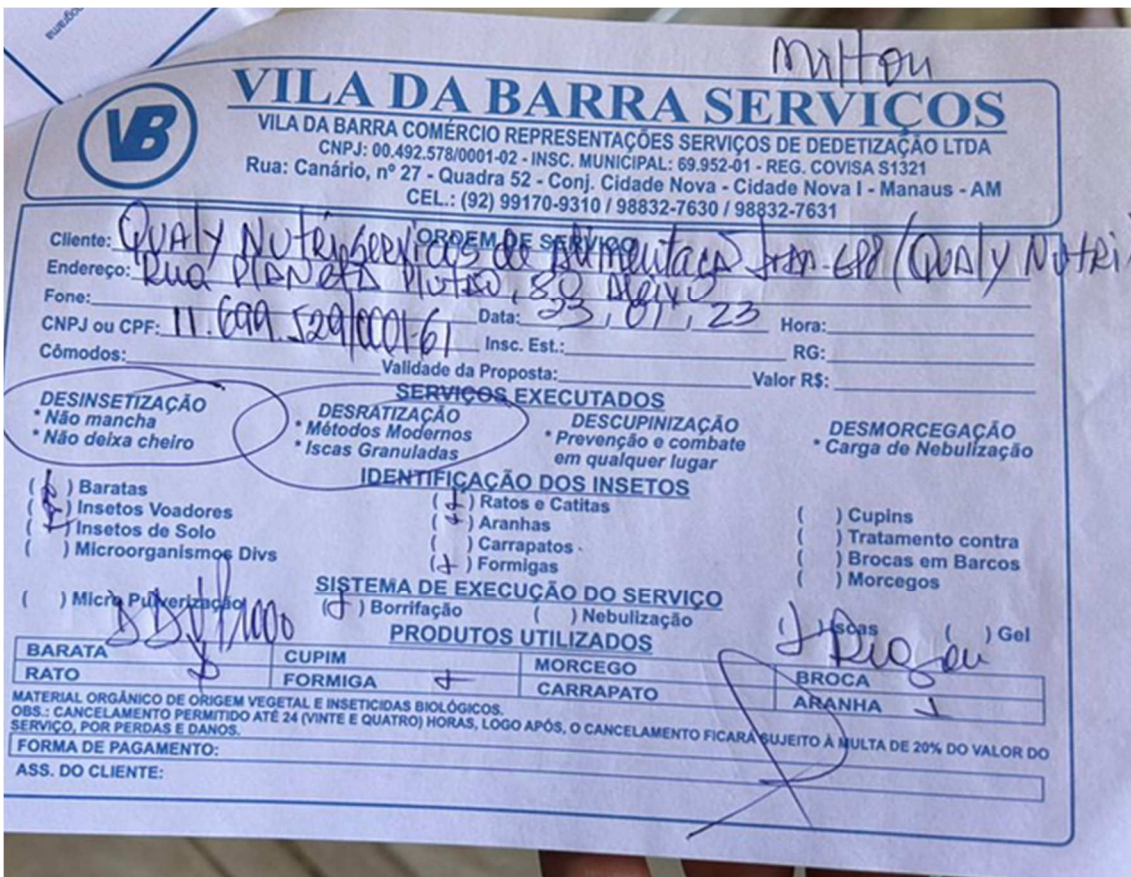 ograma
Milton
VB
VILA DA BARRA SERVIÇOS
VILA DA BARRA COMÉRCIO REPRESENTAÇÕES SERVIÇOS DE DEDETIZAÇÃO LTDA
CNPJ: 00.492.578/0001-02 - INSC. MUNICIPAL: 69.952-01 - REG. COVISA S1321
Rua: Canário, nº 27 - Quadra 52 - Conj. Cidade Nova - Cidade Nova I - Manaus - AM
CEL.: (92) 99170-9310 / 98832-7630 / 98832-7631
ORDEM DE SERVIÇO
Cliente: Qualy Nutri Serviços de Alimentaçã (Qualy Nutri
Endereço: Rua Planeta Plutão,
Fone: Data: 23, 01, 23 Hora:
CNPJ ou CPF: 11.699.529/0001-61 Insc. Est.: RG:
Cômodos: Validade da Proposta: Valor R$:
SERVIÇOS EXECUTADOS
DESINSETIZAÇÃO DESRATIZAÇÃO DESCUPINIZAÇÃO DESMORCEGAÇÃO
* Não mancha * Métodos Modernos * Prevenção e combate * Carga de Nebulização
* Não deixa cheiro * Iscas Granuladas em qualquer lugar
IDENTIFICAÇÃO DOS INSETOS
(x) Baratas (x) Ratos e Catitas ( ) Cupins
(x) Insetos Voadores (x) Aranhas ( ) Tratamento contra
(x) Insetos de Solo ( ) Carrapatos ( ) Brocas em Barcos
( ) Microorganismos Divs (x) Formigas ( ) Morcegos
SISTEMA DE EXECUÇÃO DO SERVIÇO
( ) Micro Pulverização (x) Borrifação ( ) Nebulização (x) Iscas ( ) Gel
PRODUTOS UTILIZADOS
BARATA CUPIM MORCEGO BROCA
RATO x FORMIGA x CARRAPATO ARANHA x
MATERIAL ORGÂNICO DE ORIGEM VEGETAL E INSETICIDAS BIOLÓGICOS.
OBS.: CANCELAMENTO PERMITIDO ATÉ 24 (VINTE E QUATRO) HORAS, LOGO APÓS, O CANCELAMENTO FICARÁ SUJEITO À MULTA DE 20% DO VALOR DO
SERVIÇO, POR PERDAS E DANOS.
FORMA DE PAGAMENTO:
ASS. DO CLIENTE: